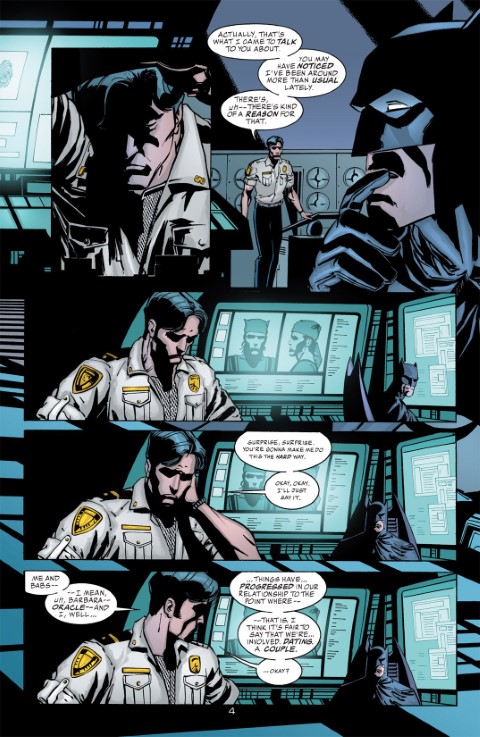 ACTUALLY, THAT'S
WHAT I CAME TO TALK
TO YOU ABOUT.
YOU MAY
HAVE NOTICED
I'VE BEEN AROUND
MORE THAN USUAL
LATELY.
THERE'S,
uh--THERE'S KIND
OF A REASON FOR
THAT.
SURPRISE, SURPRISE.
YOU'RE GONNA MAKE ME DO
THIS THE HARD WAY.
OKAY, OKAY.
I'LL JUST
SAY IT.
ME AND
BABS--
--I MEAN,
uh, BARBARA--
ORACLE--AND
I, WELL...
...THINGS HAVE...
PROGRESSED IN OUR
RELATIONSHIP TO THE
POINT WHERE--
--THAT IS, I
THINK IT'S FAIR TO
SAY THAT WE'RE...
INVOLVED. DATING.
A COUPLE.
...OKAY?
4